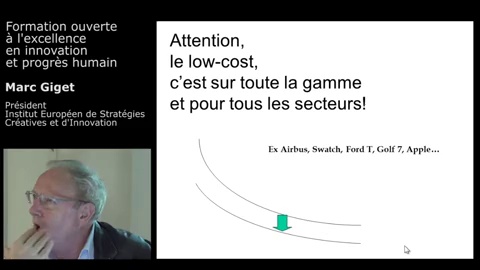 Formation ouverte
à l'excellence
en innovation
et progrès humain
Marc Giget
Président
Institut Européen de Stratégies
Créatives et d'Innovation
Attention,
le low-cost,
c’est sur toute la gamme
et pour tous les secteurs!
Ex Airbus, Swatch, Ford T, Golf 7, Apple…